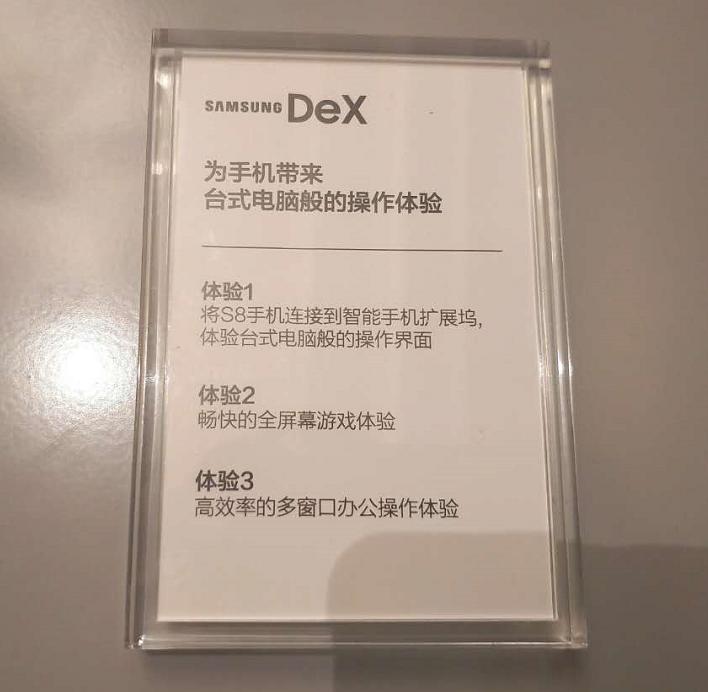 SAMSUNG DeX
为手机带来
台式电脑般的操作体验
体验1
将S8手机连接到智能手机扩展坞,
体验台式电脑般的操作界面
体验2
畅快的全屏幕游戏体验
体验3
高效率的多窗口办公操作体验